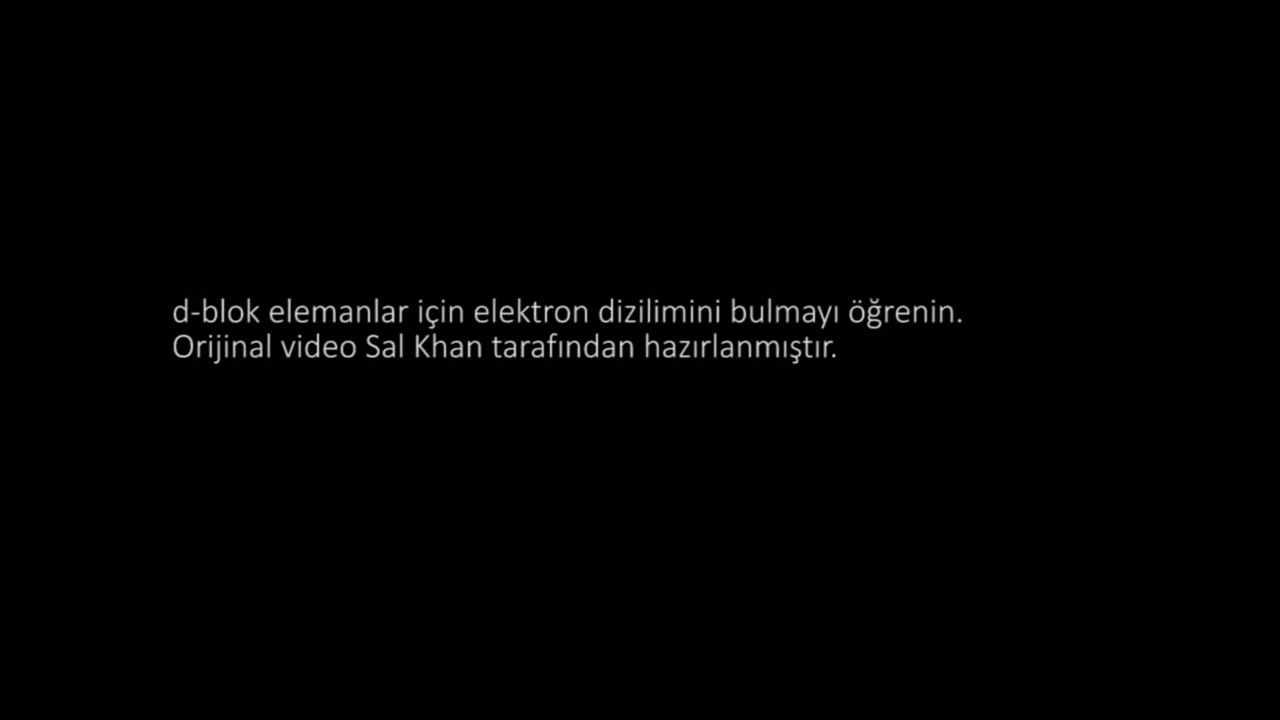 d-blok elemanlar için elektron dizilimini bulmayı öğrenin.
Orijinal video Sal Khan tarafından hazırlanmıştır.